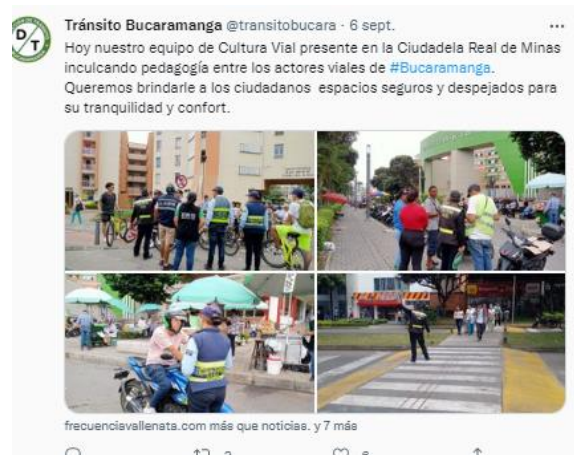 D/T
Tránsito Bucaramanga @transitobucara · 6 sept.
Hoy nuestro equipo de Cultura Vial presente en la Ciudadela Real de Minas
inculcando pedagogía entre los actores viales de #Bucaramanga.
Queremos brindarle a los ciudadanos espacios seguros y despejados para
su tranquilidad y confort.
frecuenciavallenata.com más que noticias. y 7 más